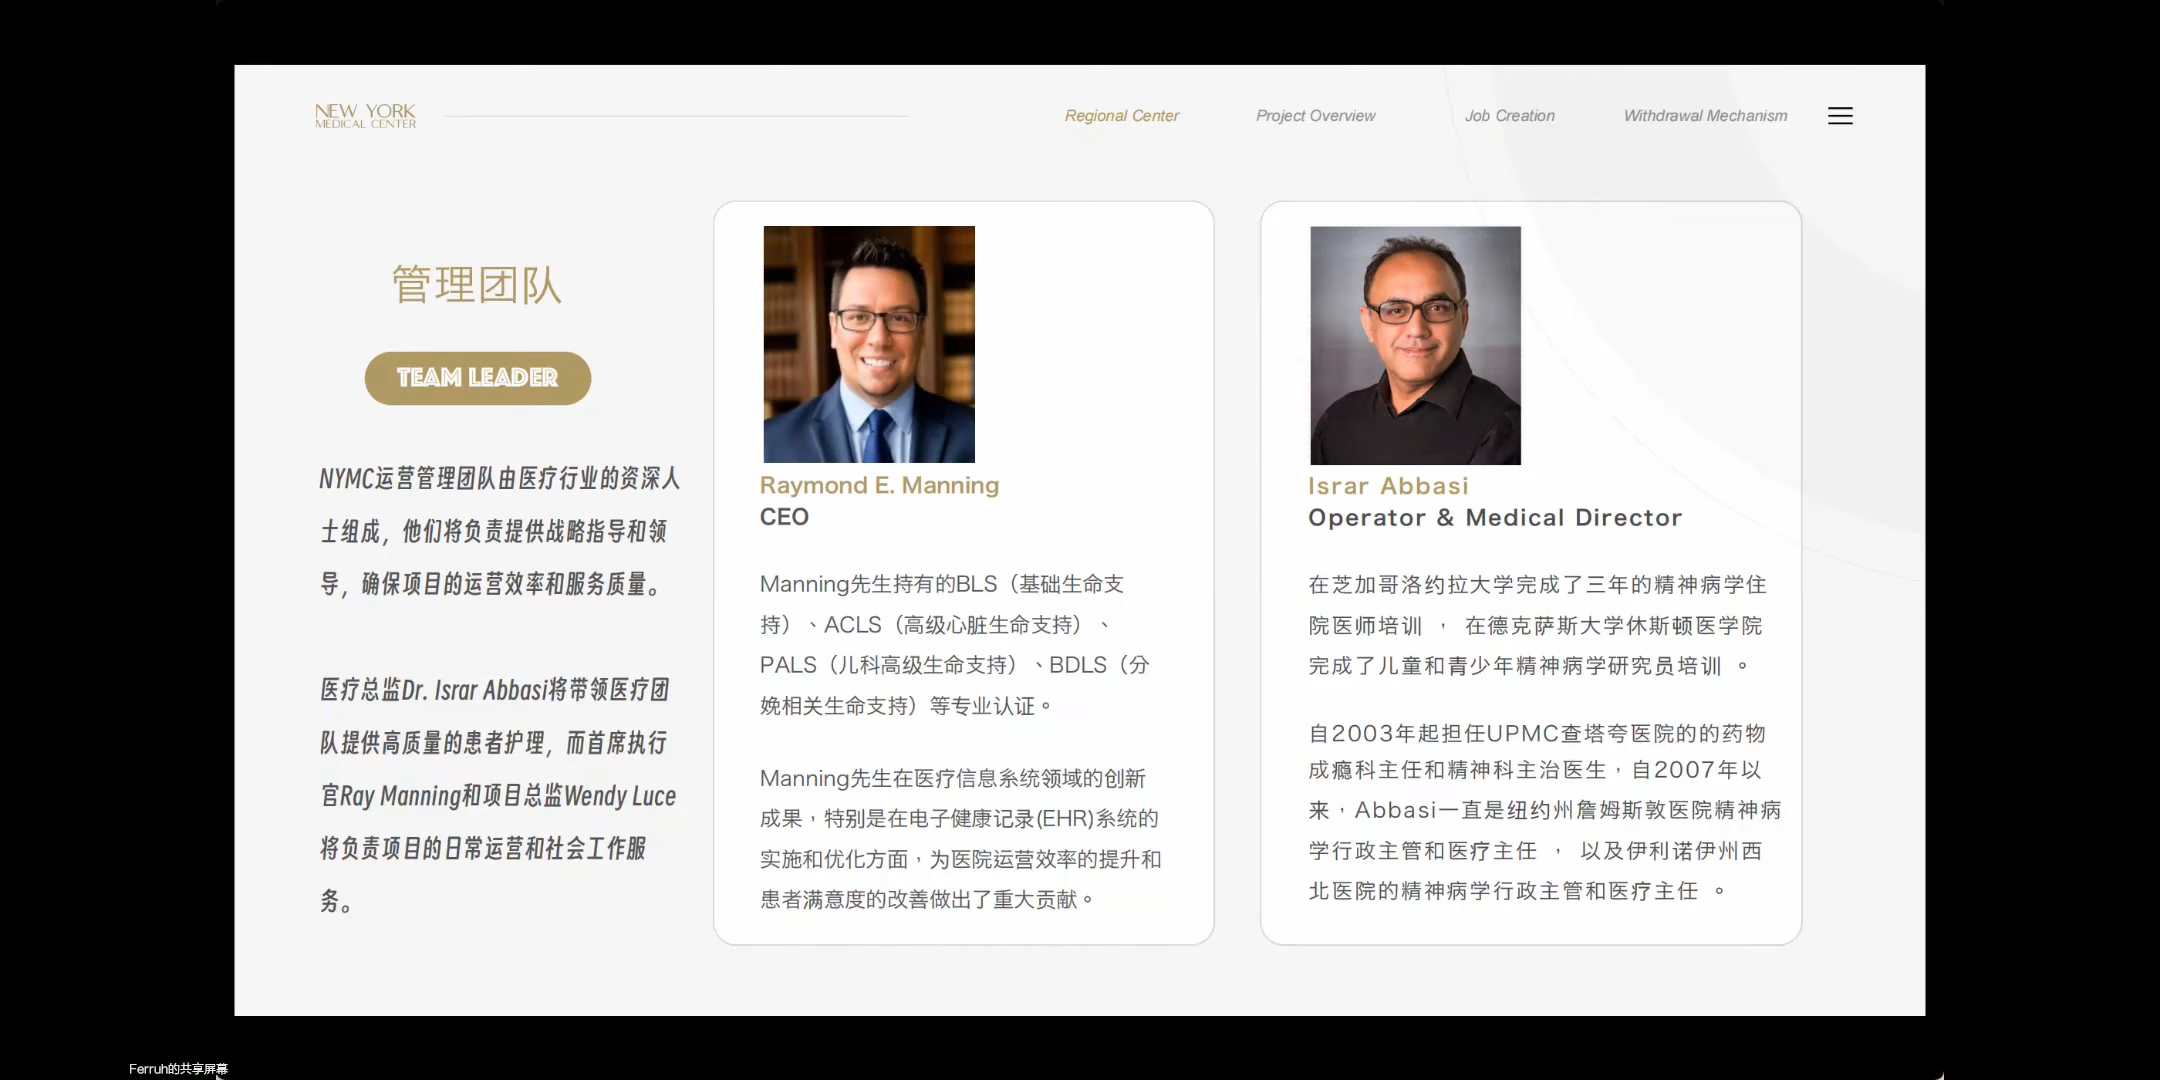 NEW YORK
MEDICAL CENTER
Regional Center
Project Overview
Job Creation
Withdrawal Mechanism
管理团队
TEAM LEADER
NYMC运营管理团队由医疗行业的资深人
士组成，他们将负责提供战略指导和领
导，确保项目的运营效率和服务质量。
医疗总监Dr. Israr Abbasi将带领医疗团
队提供高质量的患者护理，而首席执行
官Ray Manning和项目总监Wendy Luce
将负责项目的日常运营和社会工作服
务。
Raymond E. Manning
CEO
Manning先生持有的BLS（基础生命支
持）、ACLS（高级心脏生命支持）、
PALS（儿科高级生命支持）、BDLS（分
娩相关生命支持）等专业认证。
Manning先生在医疗信息系统领域的创新
成果，特别是在电子健康记录(EHR)系统的
实施和优化方面，为医院运营效率的提升和
患者满意度的改善做出了重大贡献。
Israr Abbasi
Operator & Medical Director
在芝加哥洛约拉大学完成了三年的精神病学住
院医师培训 ， 在德克萨斯大学休斯顿医学院
完成了儿童和青少年精神病学研究员培训 。
自2003年起担任UPMC查塔夸医院的的药物
成瘾科主任和精神科主治医生，自2007年以
来，Abbasi一直是纽约州詹姆斯敦医院精神病
学行政主管和医疗主任 ， 以及伊利诺伊州西
北医院的精神病学行政主管和医疗主任 。
Ferruh的共享屏幕